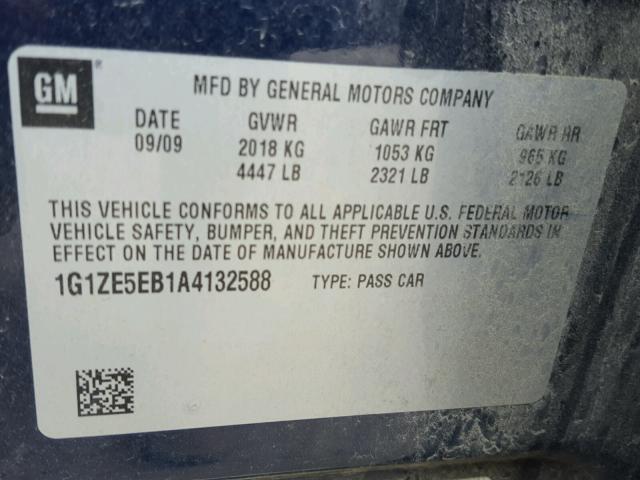 GM®
MFD BY GENERAL MOTORS COMPANY
DATE GVWR GAWR FRT GAWR RR
09/09 2018 KG 1053 KG 965 KG
4447 LB 2321 LB 2126 LB
THIS VEHICLE CONFORMS TO ALL APPLICABLE U.S. FEDERAL MOTOR
VEHICLE SAFETY, BUMPER, AND THEFT PREVENTION STANDARDS IN
EFFECT ON THE DATE OF MANUFACTURE SHOWN ABOVE.
1G1ZE5EB1A4132588 TYPE: PASS CAR